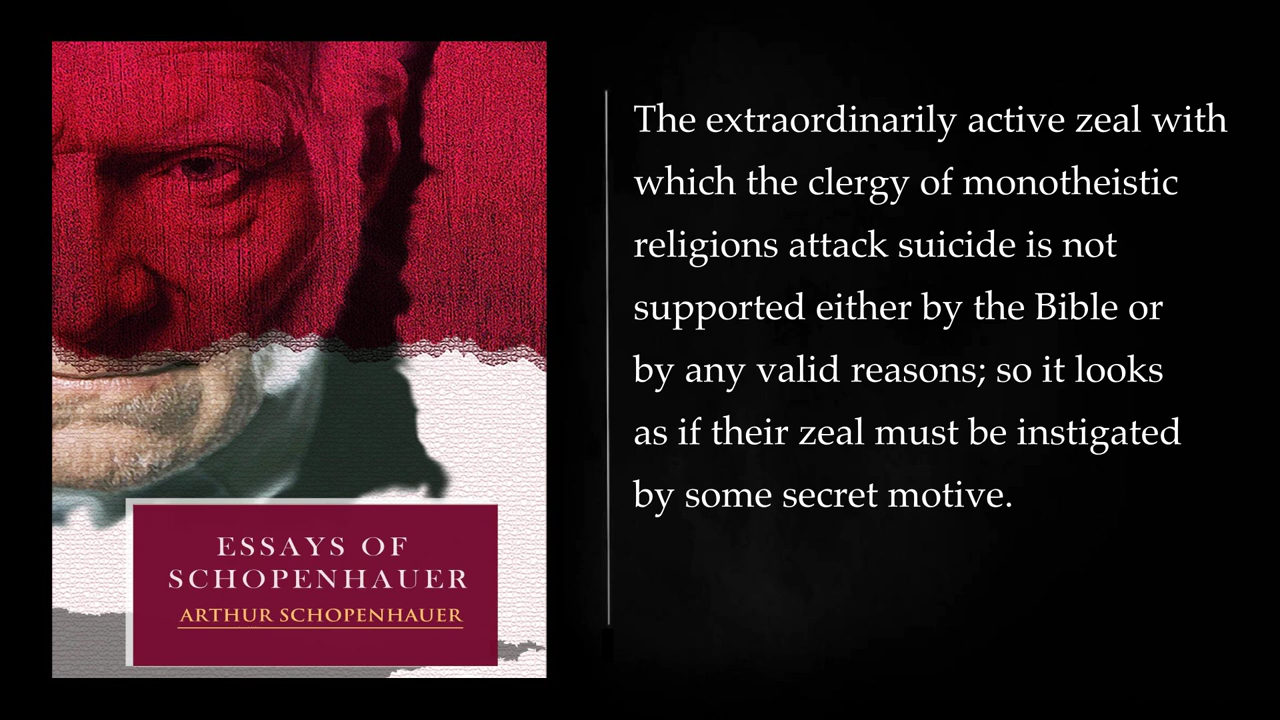 ESSAYS OF
SCHOPENHAUER
ARTHUR SCHOPENHAUER
The extraordinarily active zeal with
which the clergy of monotheistic
religions attack suicide is not
supported either by the Bible or
by any valid reasons; so it looks
as if their zeal must be instigated
by some secret motive.